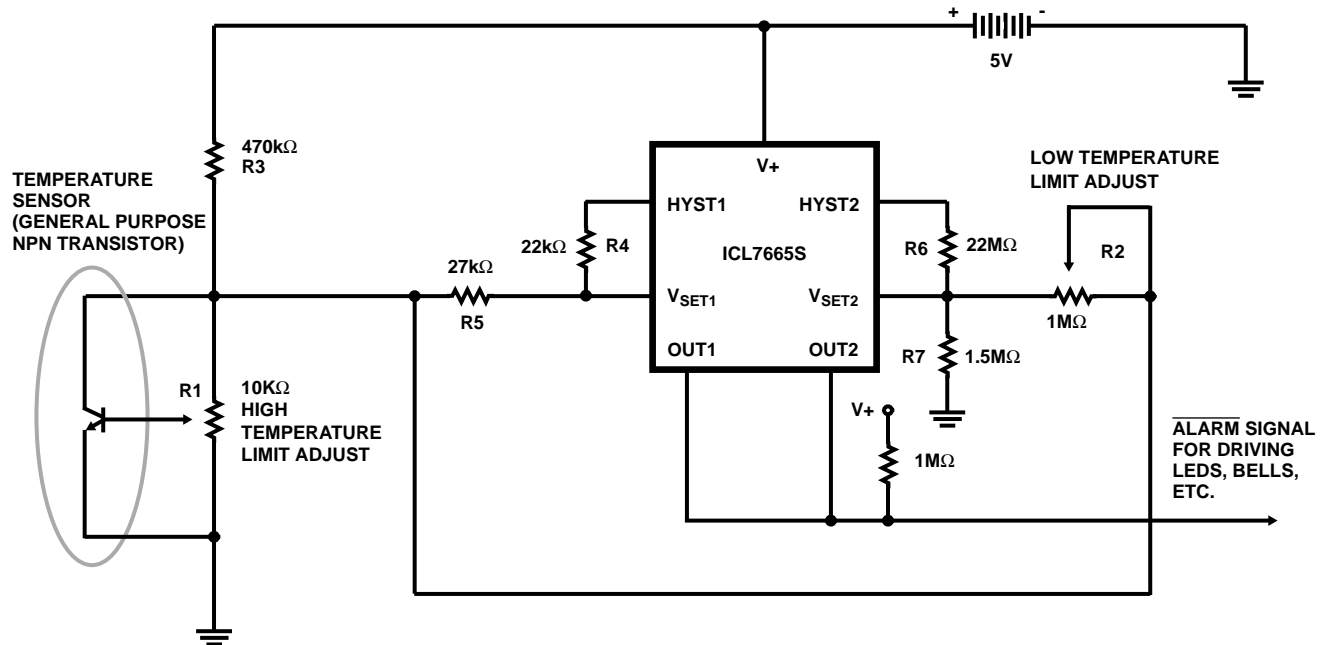 + -
5V
470kΩ
R3
TEMPERATURE
SENSOR
(GENERAL PURPOSE
NPN TRANSISTOR)
V+
LOW TEMPERATURE
LIMIT ADJUST
HYST1
HYST2
22kΩ
R4
ICL7665S
R6
22MΩ
R2
27kΩ
R5
VSET1
VSET2
1MΩ
OUT1
OUT2
R7
1.5MΩ
R1
10KΩ
HIGH
TEMPERATURE
LIMIT ADJUST
V+
1MΩ
ALARM SIGNAL
FOR DRIVING
LEDS, BELLS,
ETC.